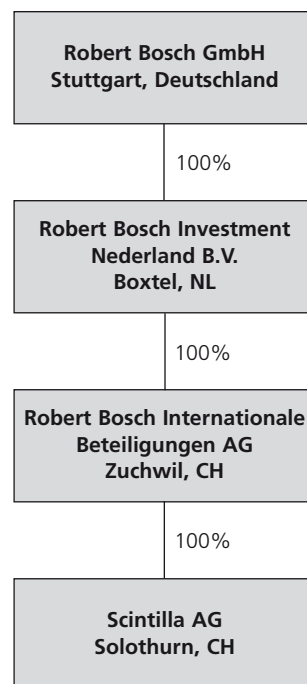 Robert Bosch GmbH
Stuttgart, Deutschland
100%
Robert Bosch Investment
Nederland B.V.
Boxtel, NL
100%
Robert Bosch Internationale
Beteiligungen AG
Zuchwil, CH
100%
Scintilla AG
Solothurn, CH